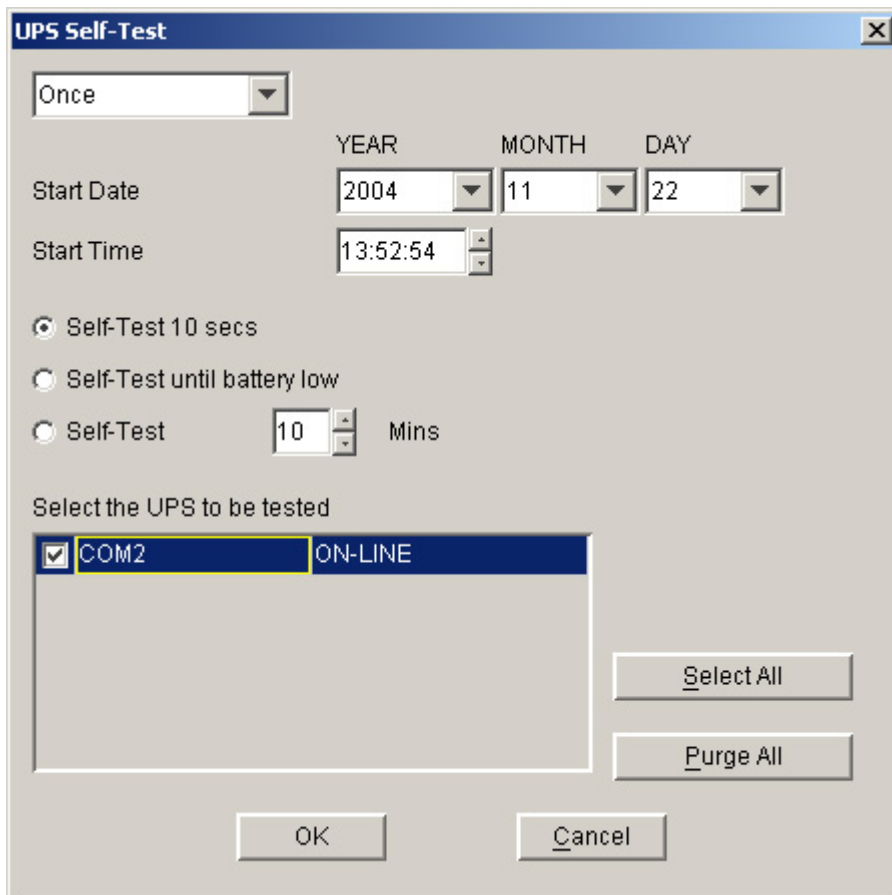 UPS Self-Test
Once
YEAR MONTH DAY
Start Date 2004 11 22
Start Time 13:52:54
Self-Test 10 secs
Self-Test until battery low
Self-Test 10 Mins
Select the UPS to be tested
COM2 ON-LINE
Select All
Purge All
OK Cancel